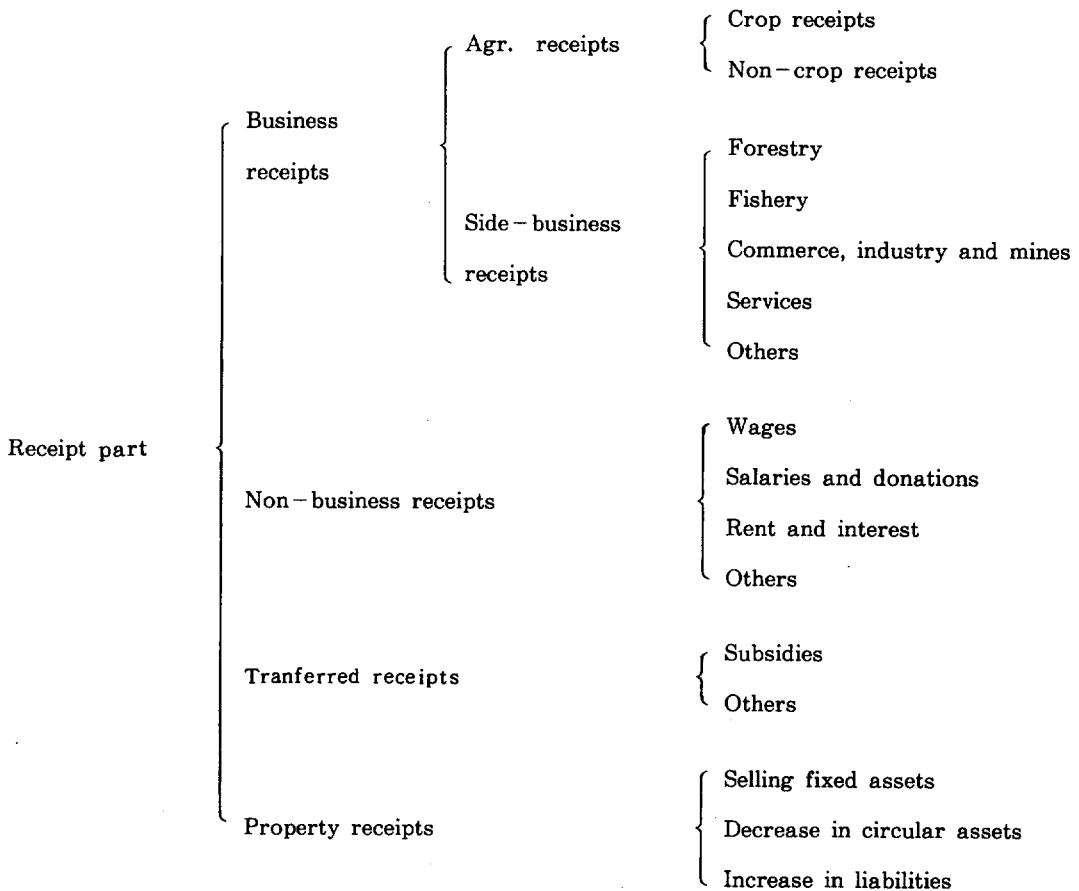 Receipt part
Business
receipts
Agr. receipts
Crop receipts
Non-crop receipts
Side-business
receipts
Forestry
Fishery
Commerce, industry and mines
Services
Others
Non-business receipts
Wages
Salaries and donations
Rent and interest
Others
Tranferred receipts
Subsidies
Others
Property receipts
Selling fixed assets
Decrease in circular assets
Increase in liabilities